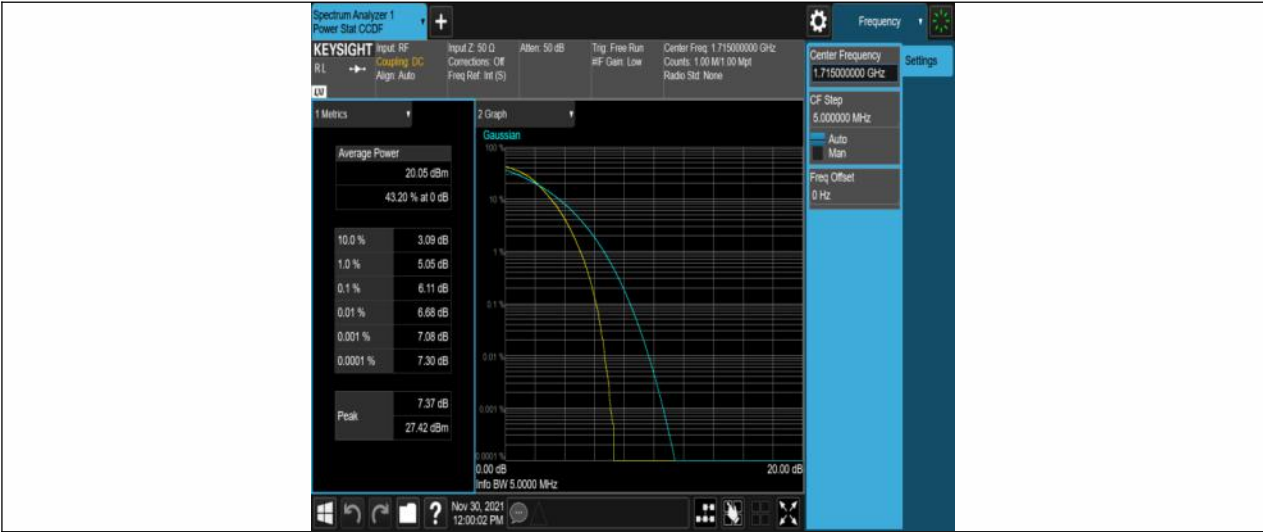 Spectrum Analyzer 1
Power Stat CCDF
Frequency
KEYSIGHT
Input: RF
Coupling: DC
Align: Auto
Input Z: 50 Ω
Corrections: Off
Freq Ref: Int (S)
Atten: 50 dB
Trig: Free Run
#IF Gain: Low
Center Freq: 1.715000000 GHz
Counts: 1.00 M/1.00 Mpt
Radio Std: None
RL
LW
Center Frequency
1.715000000 GHz
Settings
CF Step
5.000000 MHz
Auto
Man
Freq Offset
0 Hz
1 Metrics
Average Power
20.05 dBm
43.20 % at 0 dB
10.0 % 3.09 dB
1.0 % 5.05 dB
0.1 % 6.11 dB
0.01 % 6.68 dB
0.001 % 7.08 dB
0.0001 % 7.30 dB
Peak
7.37 dB
27.42 dBm
2 Graph
Gaussian
100 %
10 %
1 %
0.1 %
0.01 %
0.001 %
0.0001 %
0.00 dB
20.00 dB
Info BW 5.0000 MHz
?
Nov 30, 2021
12:00:02 PM